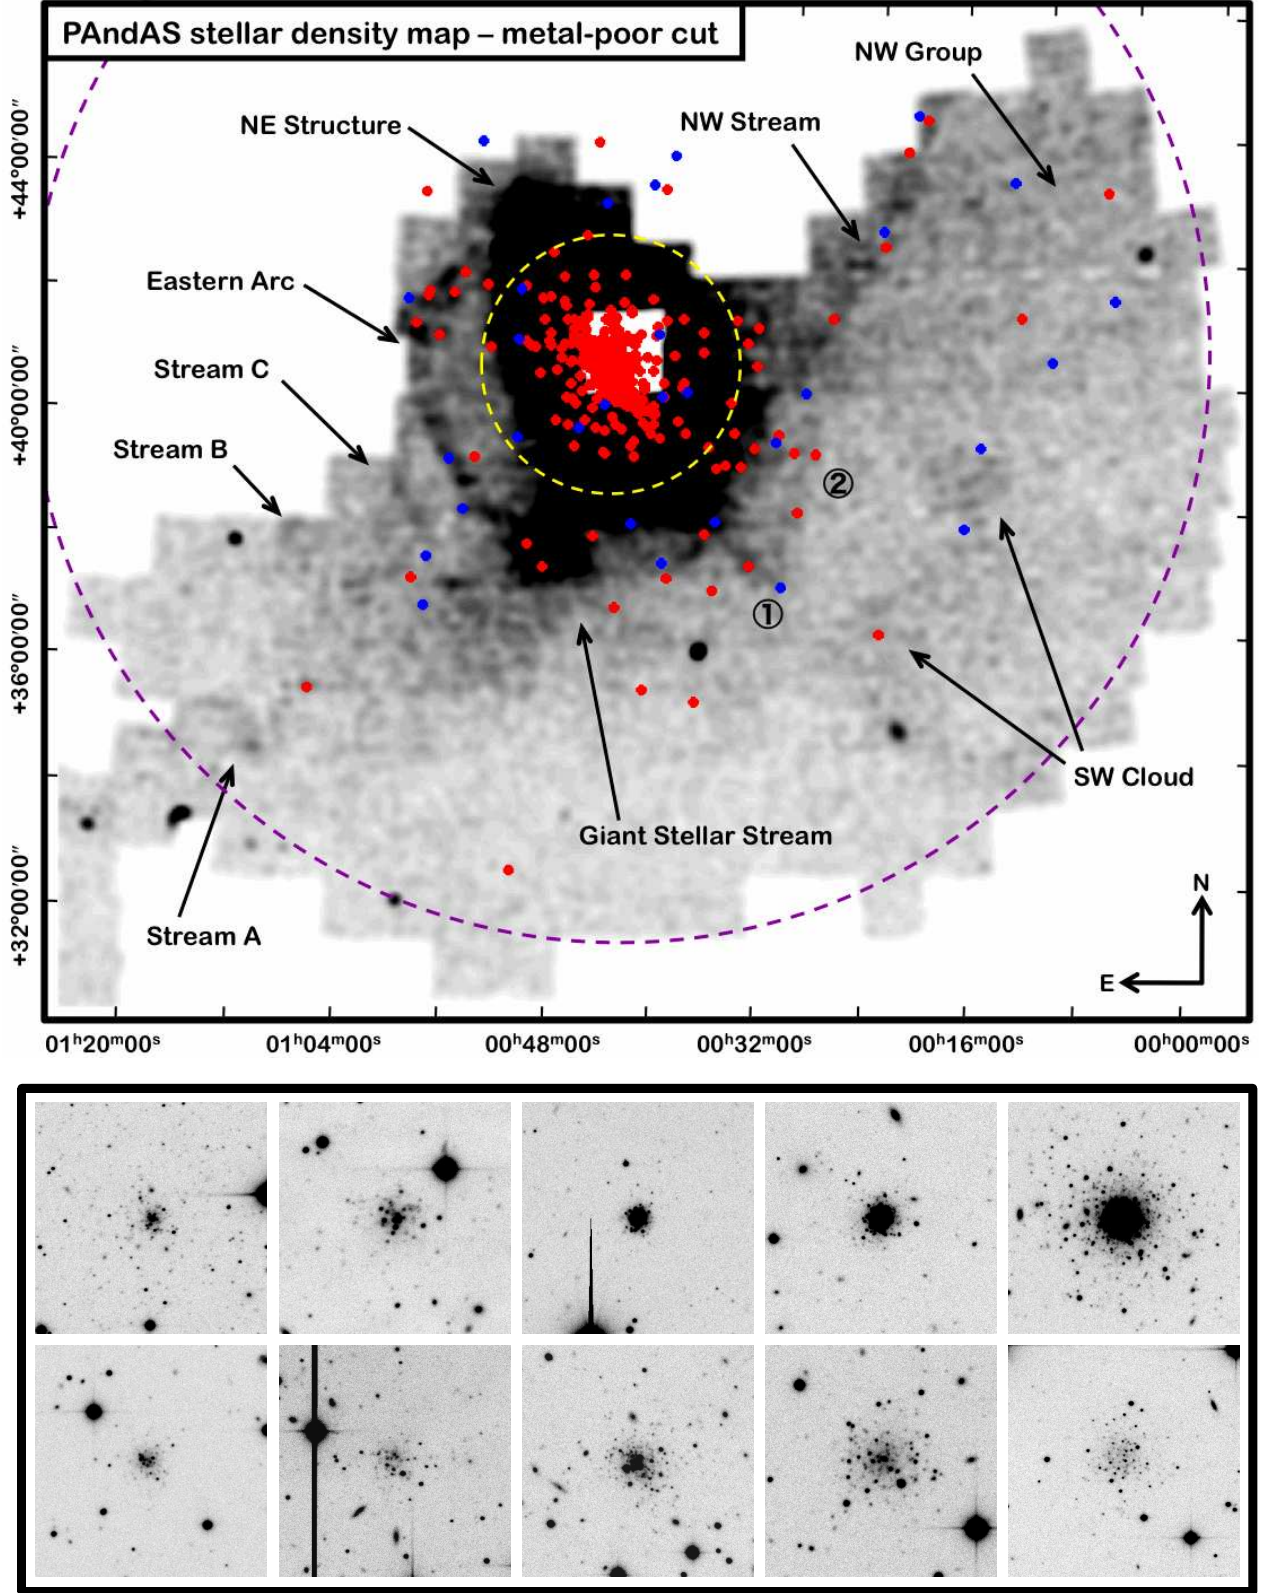 PAndAS stellar density map – metal-poor cut
NW Group
NE Structure
NW Stream
+44°00′00″
Eastern Arc
Stream C
+40°00′00″
Stream B
②
①
+36°00′00″
SW Cloud
Giant Stellar Stream
N
+32°00′00″
Stream A
E
01ʰ20ᵐ00ˢ 01ʰ04ᵐ00ˢ 00ʰ48ᵐ00ˢ 00ʰ32ᵐ00ˢ 00ʰ16ᵐ00ˢ 00ʰ00ᵐ00ˢ